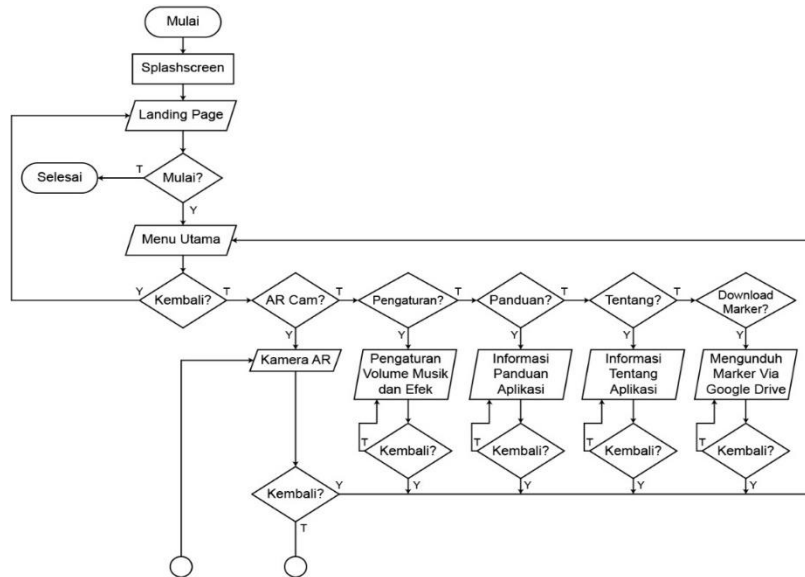 Mulai
Splashscreen
Landing Page
Selesai
T
Mulai?
Y
Menu Utama
Y
Kembali?
T
AR Cam?
T
Pengaturan?
T
Panduan?
T
Tentang?
T
Download
Marker?
Y
Y
Y
Y
Y
Kamera AR
Pengaturan
Volume Musik
dan Efek
Informasi
Panduan
Aplikasi
Informasi
Tentang
Aplikasi
Mengunduh
Marker Via
Google Drive
T
Kembali?
T
Kembali?
T
Kembali?
T
Kembali?
Kembali?
Y
Y
Y
Y
Y
T